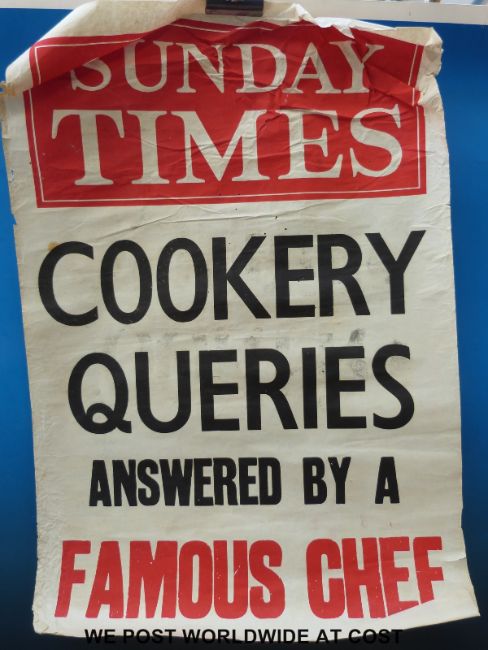 SUNDAY
TIMES
COOKERY
QUERIES
ANSWERED BY A
FAMOUS CHEF
WE POST WORLDWIDE AT COST